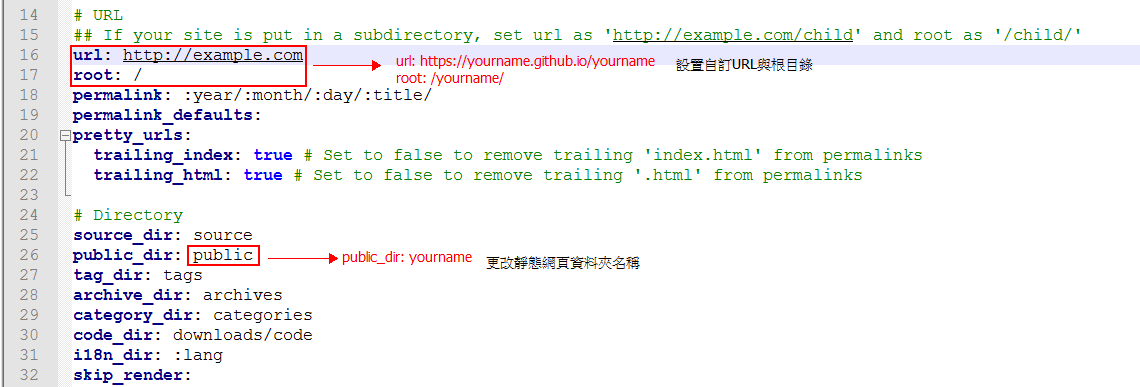 14 # URL
15 ## If your site is put in a subdirectory, set url as 'http://example.com/child' and root as '/child/'
16 url: http://example.com url: https://yourname.github.io/yourname 設置自訂URL與根目錄
17 root: / root: /yourname/
18 permalink: :year/:month/:day/:title/
19 permalink_defaults:
20 pretty_urls:
21 trailing_index: true # Set to false to remove trailing 'index.html' from permalinks
22 trailing_html: true # Set to false to remove trailing '.html' from permalinks
23
24 # Directory
25 source_dir: source
26 public_dir: public public_dir: yourname 更改靜態網頁資料夾名稱
27 tag_dir: tags
28 archive_dir: archives
29 category_dir: categories
30 code_dir: downloads/code
31 i18n_dir: :lang
32 skip_render: